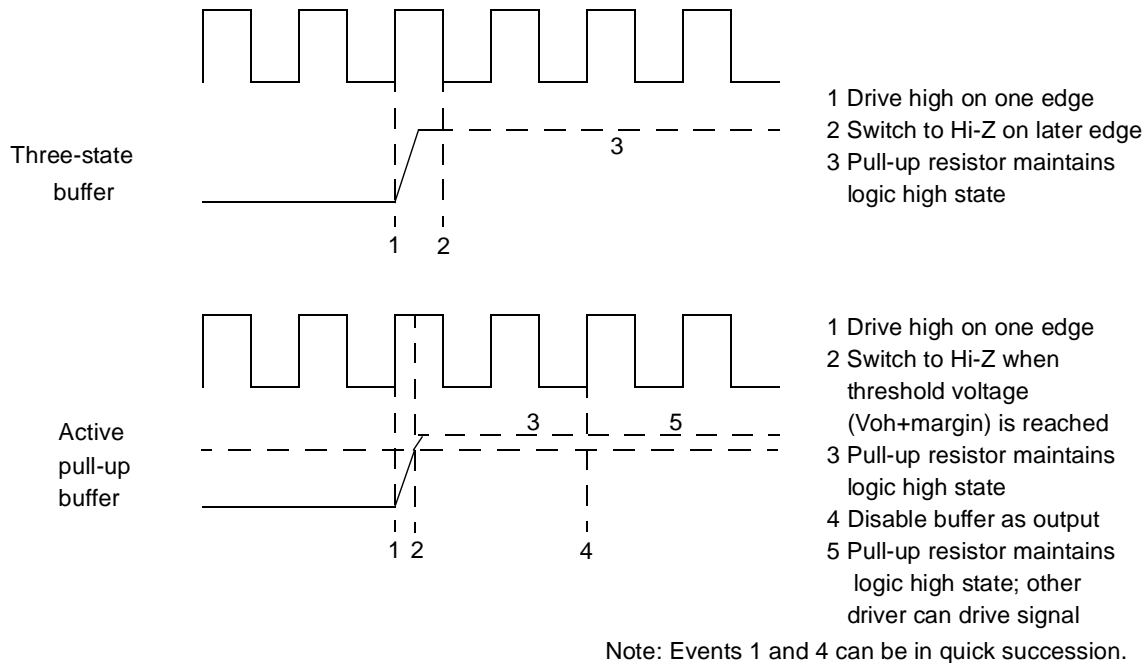 Three-state
buffer
3
1 2
1 Drive high on one edge
2 Switch to Hi-Z on later edge
3 Pull-up resistor maintains
logic high state
Active
pull-up
buffer
3 5
1 2 4
1 Drive high on one edge
2 Switch to Hi-Z when
threshold voltage
(Voh+margin) is reached
3 Pull-up resistor maintains
logic high state
4 Disable buffer as output
5 Pull-up resistor maintains
logic high state; other
driver can drive signal
Note: Events 1 and 4 can be in quick succession.